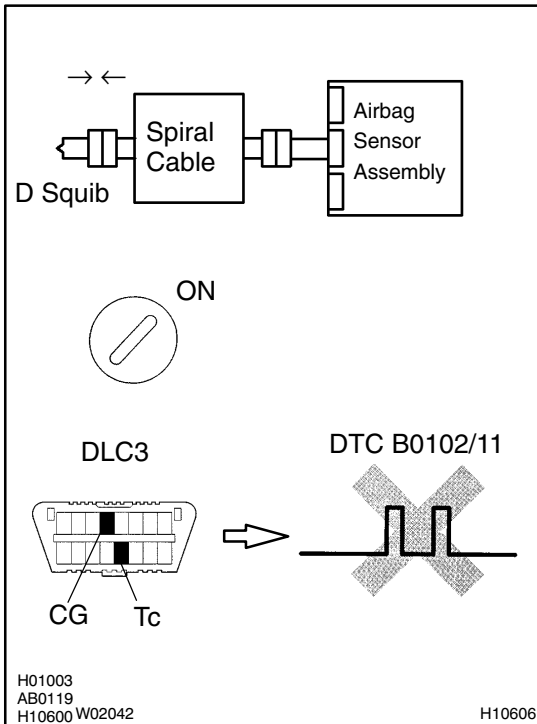 Airbag
Sensor
Assembly
Spiral
Cable
D Squib
ON
DLC3
DTC B0102/11
CG
Tc
H01003
AB0119
H10600 W02042
H10606